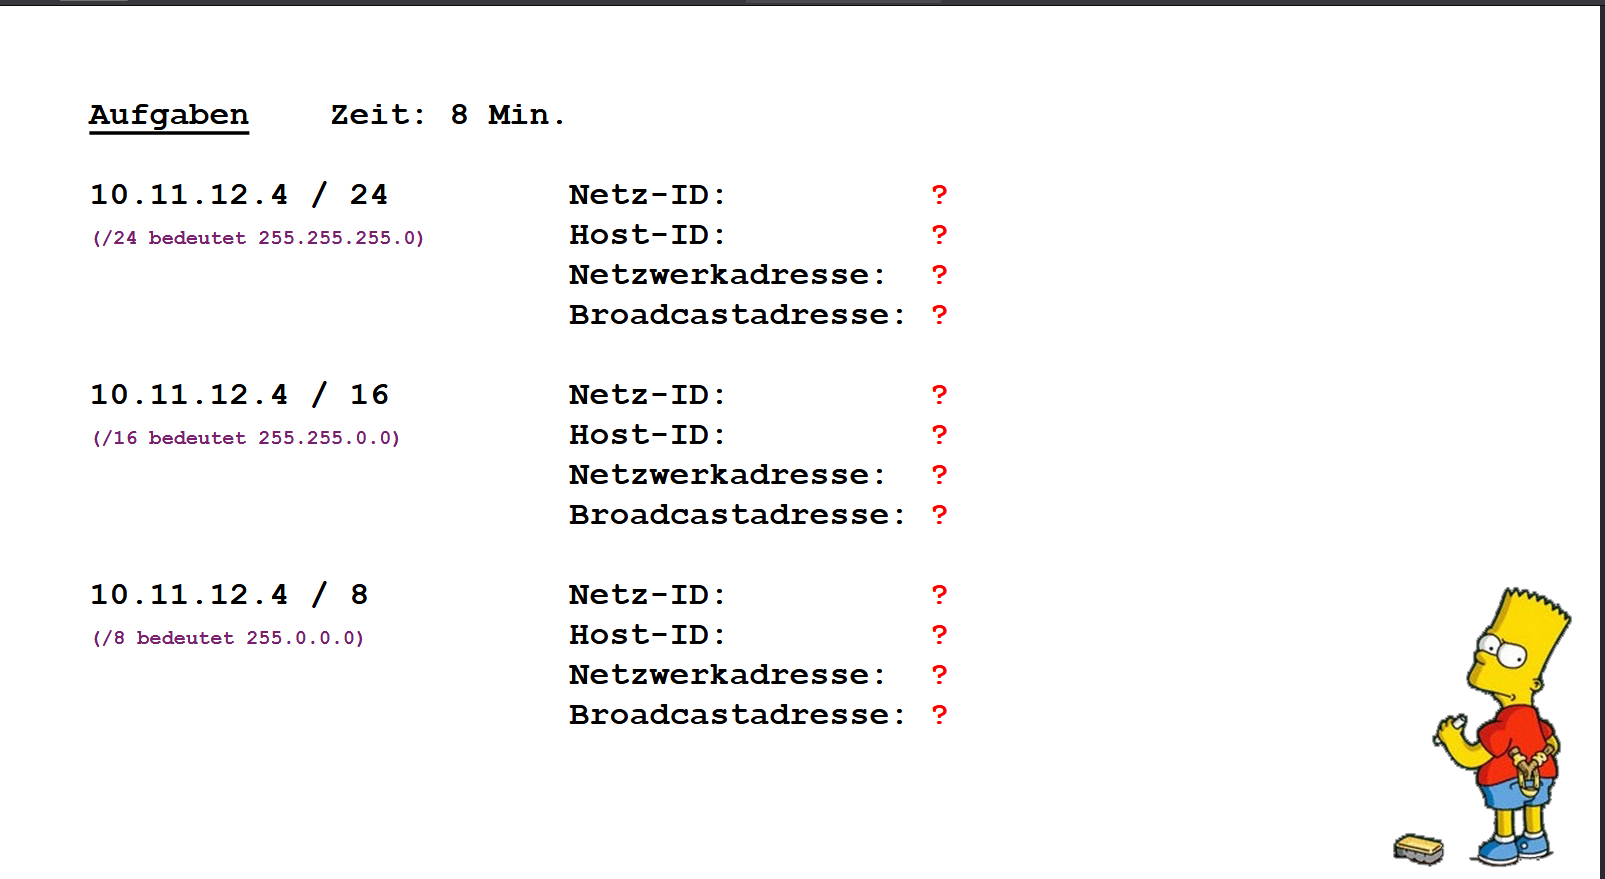 Aufgaben Zeit: 8 Min.
10.11.12.4 / 24 Netz-ID: ?
(/24 bedeutet 255.255.255.0) Host-ID: ?
Netzwerkadresse: ?
Broadcastadresse: ?
10.11.12.4 / 16 Netz-ID: ?
(/16 bedeutet 255.255.0.0) Host-ID: ?
Netzwerkadresse: ?
Broadcastadresse: ?
10.11.12.4 / 8 Netz-ID: ?
(/8 bedeutet 255.0.0.0) Host-ID: ?
Netzwerkadresse: ?
Broadcastadresse: ?